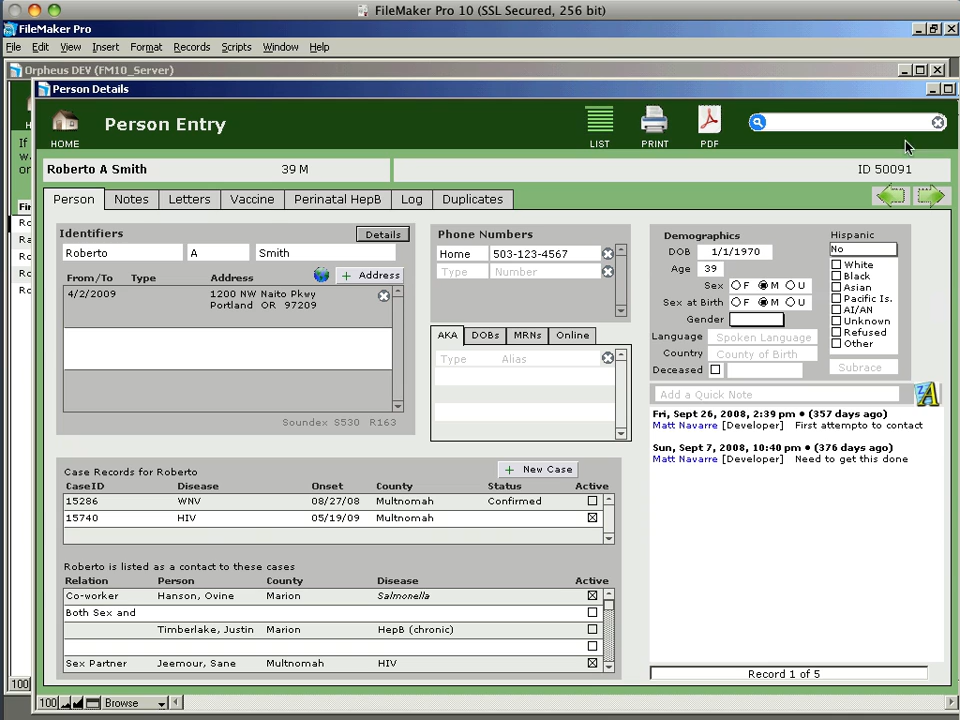 FileMaker Pro 10 (SSL Secured, 256 bit)
FileMaker Pro
File Edit View Insert Format Records Scripts Window Help
Orpheus DEV (FM10_Server)
Person Details
HOME
Person Entry
LIST PRINT PDF
If
w.
or
Roberto A Smith 39 M ID 50091
Person Notes Letters Vaccine Perinatal HepB Log Duplicates
Identifiers Details
Roberto A Smith
From/To Type Address + Address
4/2/2009 1200 NW Naito Pkwy
Portland OR 97209
Soundex S530 R163
Phone Numbers
Home 503-123-4567
Type Number
AKA DOBs MRNs Online
Type Alias
Demographics
DOB 1/1/1970
Age 39
Sex F M U
Sex at Birth F M U
Gender
Language Spoken Language
Country County of Birth
Deceased
Hispanic
No
White
Black
Asian
Pacific Is.
AI/AN
Unknown
Refused
Other
Subrace
Add a Quick Note
Fri, Sept 26, 2008, 2:39 pm • (357 days ago)
Matt Navarre [Developer] First attempto to contact
Sun, Sept 7, 2008, 10:40 pm • (376 days ago)
Matt Navarre [Developer] Need to get this done
Case Records for Roberto + New Case
CaseID Disease Onset County Status Active
15286 WNV 08/27/08 Multnomah Confirmed
15740 HIV 05/19/09 Multnomah
Roberto is listed as a contact to these cases
Relation Person County Disease Active
Co-worker Hanson, Ovine Marion Salmonella
Both Sex and
Timberlake, Justin Marion HepB (chronic)
Sex Partner Jeemour, Sane Multnomah HIV
Record 1 of 5
100
100 Browse